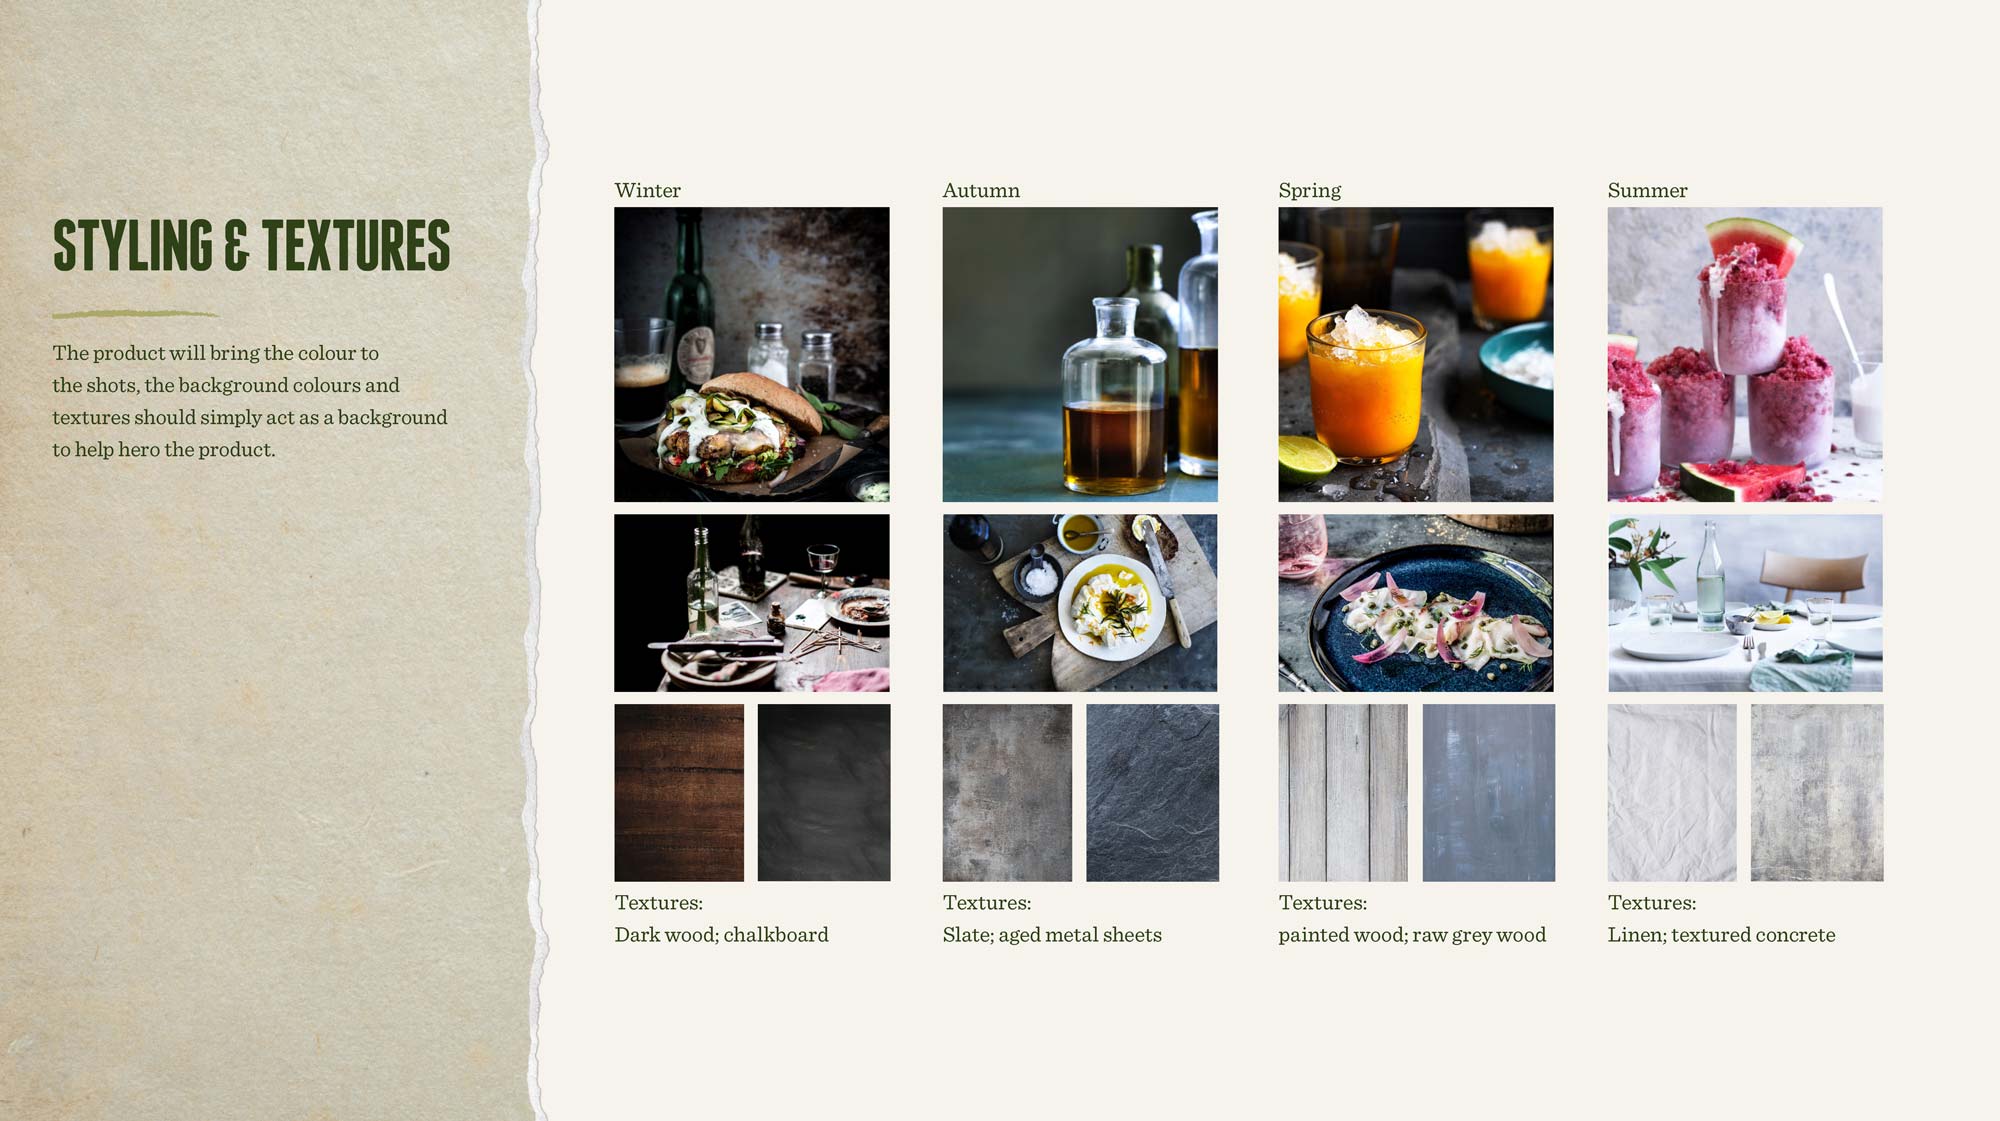 STYLING & TEXTURES
The product will bring the colour to
the shots, the background colours and
textures should simply act as a background
to help hero the product.
Winter
Autumn
Spring
Summer
Textures:
Dark wood; chalkboard
Textures:
Slate; aged metal sheets
Textures:
painted wood; raw grey wood
Textures:
Linen; textured concrete